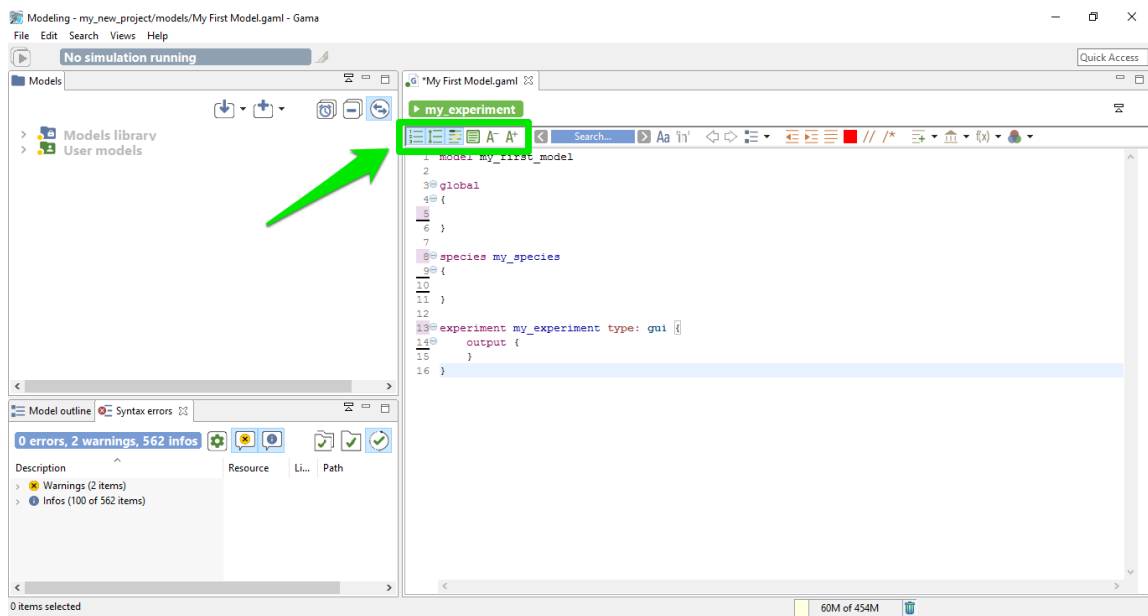 Modeling - my_new_project/models/My First Model.gaml - Gama
File Edit Search Views Help
No simulation running
Quick Access
Models
*My First Model.gaml
my_experiment
Models library
User models
A- A+ Search... Aa 'n' // /* f(x)
1 model my_first_model
2
3 global
4 {
5
6 }
7
8 species my_species
9 {
10
11 }
12
13 experiment my_experiment type: gui {
14 output {
15 }
16 }
Model outline Syntax errors
0 errors, 2 warnings, 562 infos
Description Resource Li... Path
Warnings (2 items)
Infos (100 of 562 items)
0 items selected
60M of 454M